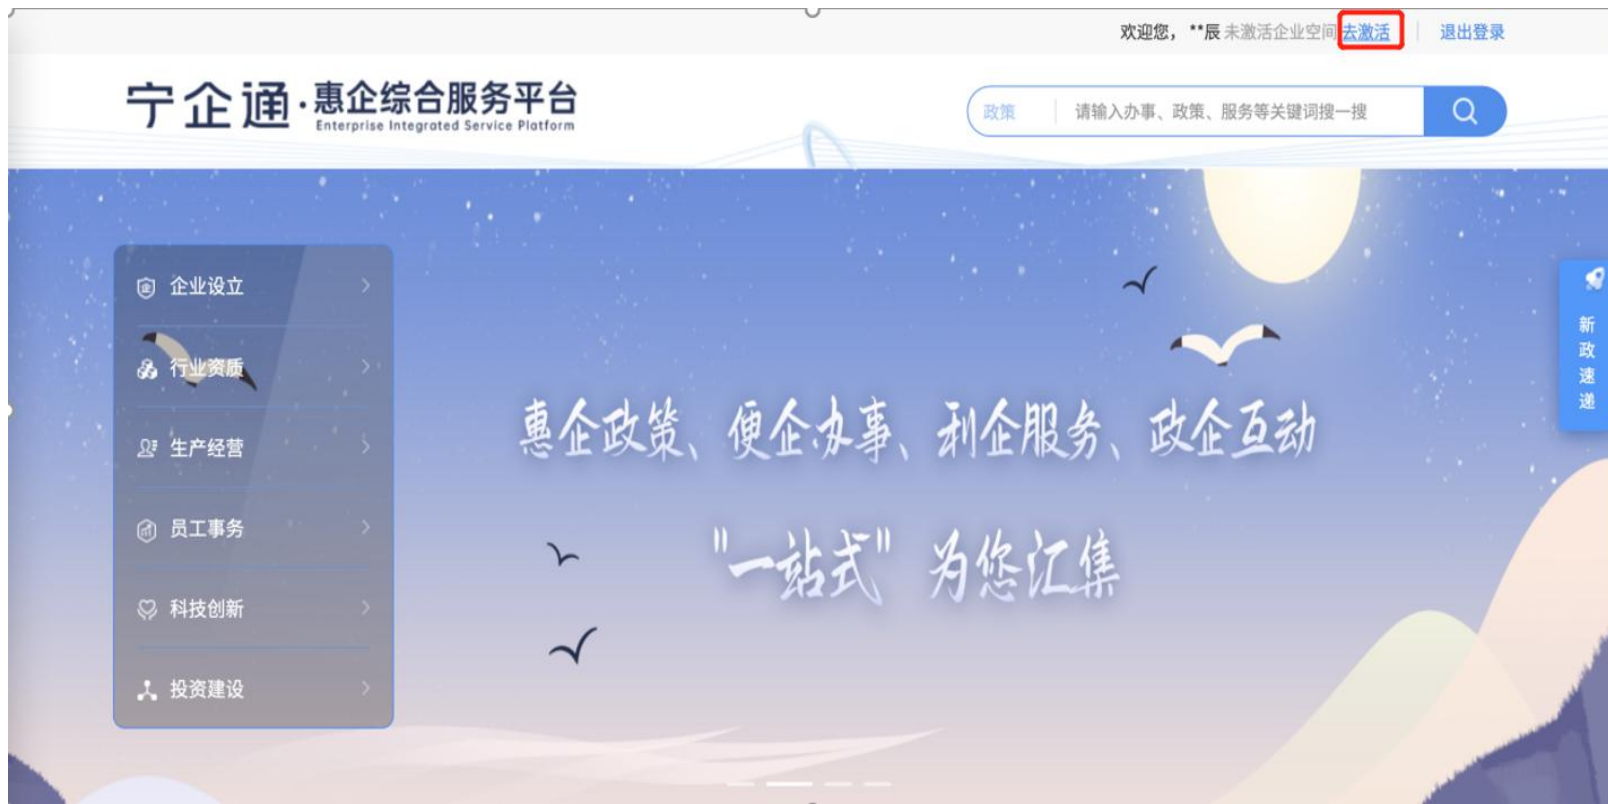 欢迎您，**辰 未激活企业空间 去激活 退出登录
宁企通·惠企综合服务平台
Enterprise Integrated Service Platform
政策 请输入办事、政策、服务等关键词搜一搜
企业设立
行业资质
生产经营
员工事务
科技创新
投资建设
惠企政策、便企办事、利企服务、政企互动
"一站式" 为您汇集
新
政
速
递